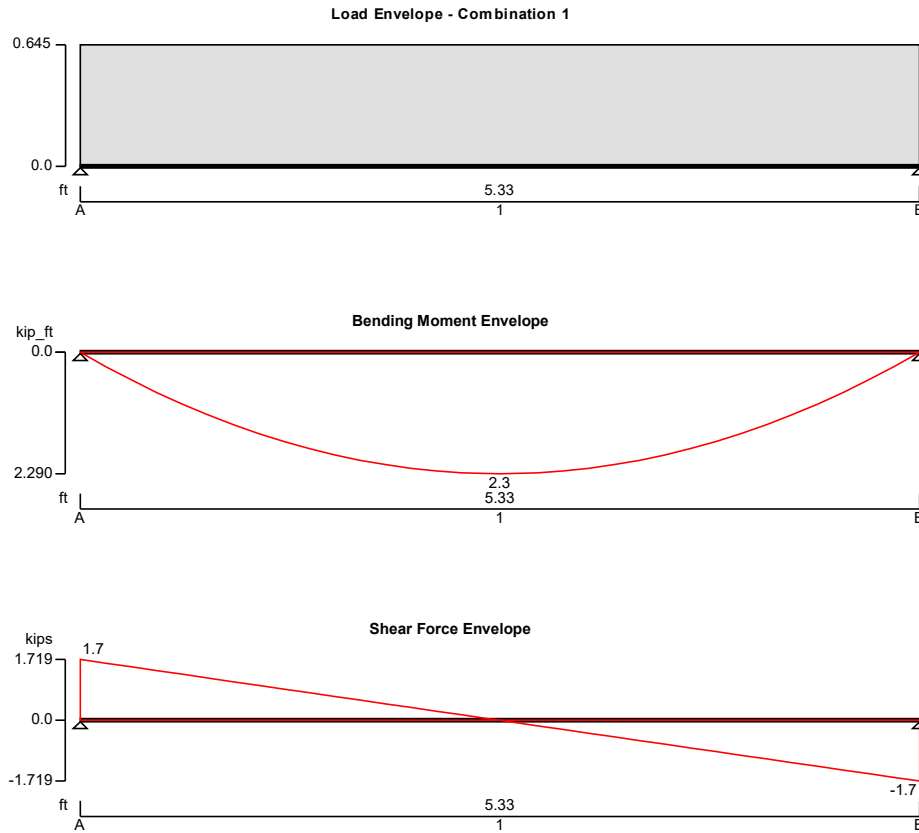 Load Envelope - Combination 1
0.645
0.0
ft 5.33
A 1
Bending Moment Envelope
kip_ft
0.0
2.290
2.3
ft 5.33
A 1
Shear Force Envelope
kips
1.719 1.7
0.0
-1.719 -1.7
ft 5.33
A 1